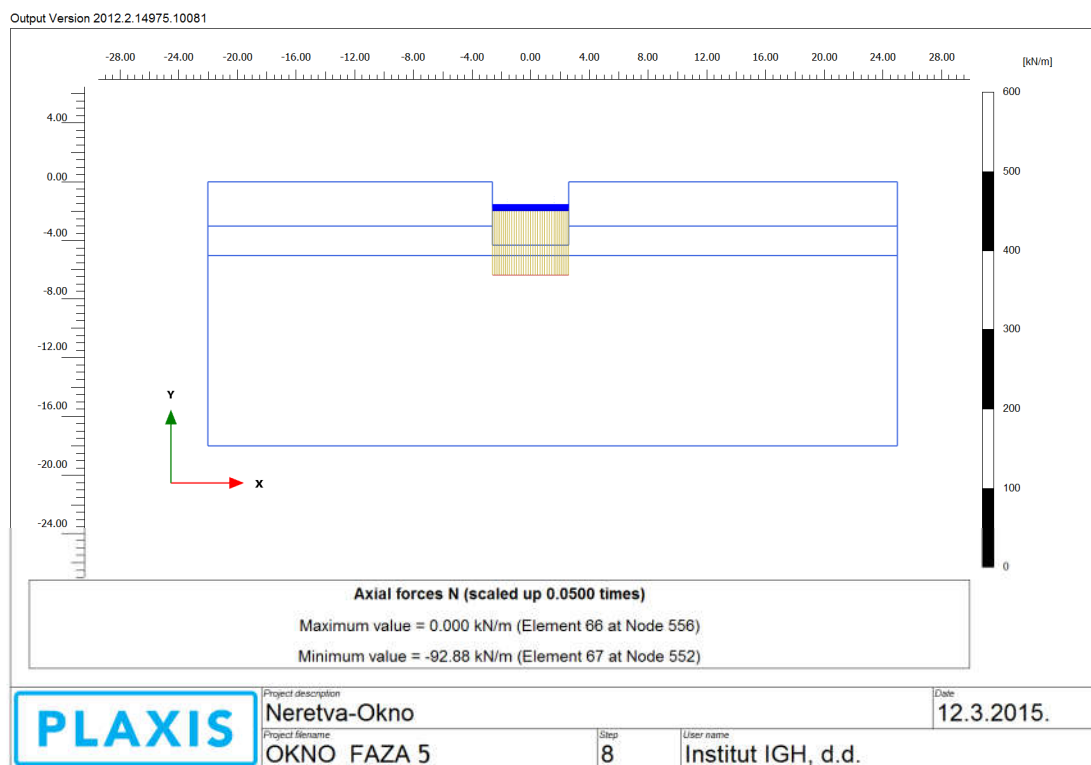 Output Version 2012.2.14975.10081
-28.00 -24.00 -20.00 -16.00 -12.00 -8.00 -4.00 0.00 4.00 8.00 12.00 16.00 20.00 24.00 28.00
[kN/m]
600
4.00
500
0.00
-4.00
400
-8.00
300
-12.00
Y
200
-16.00
-20.00
X
100
-24.00
0
Axial forces N (scaled up 0.0500 times)
Maximum value = 0.000 kN/m (Element 66 at Node 556)
Minimum value = -92.88 kN/m (Element 67 at Node 552)
PLAXIS
Project description
Neretva-Okno
Date
12.3.2015.
Project filename
OKNO FAZA 5
Step
8
User name
Institut IGH, d.d.